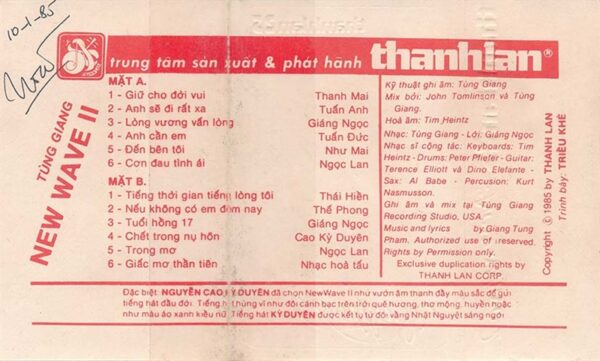 10-1-85
trung tâm sản xuất & phát hành thanhlan®
TÙNG GIANG
NEW WAVE II
MẶT A.
1 - Giữ cho đời vui Thanh Mai
2 - Anh sẽ đi rất xa Tuấn Anh
3 - Lòng vương vấn lòng Giáng Ngọc
4 - Anh cần em Tuấn Đức
5 - Đến bên tôi Như Mai
6 - Cơn đau tình ái Ngọc Lan
MẶT B.
1 - Tiếng thời gian tiếng lòng tôi Thái Hiền
2 - Nếu không có em đêm nay Thế Phong
3 - Tuổi hồng 17 Giáng Ngọc
4 - Chết trong nụ hôn Cao Kỳ Duyên
5 - Trong mơ Ngọc Lan
6 - Giấc mơ thần tiên Nhạc hoà tấu
Kỹ thuật ghi âm: Tùng Giang
Mix bởi: John Tomlinson và Tùng
Giang.
Hoà âm: Tim Heintz
Nhạc: Tùng Giang - Lời: Giáng Ngọc
Nhạc sĩ cộng tác: Keyboards: Tim
Heintz - Drums: Peter Pfiefer - Guitar:
Terence Elliott và Dino Elefante -
Sax: Al Babe - Percusion: Kurt
Nasmusson.
Ghi âm và mix tại Tùng Giang
Recording Studio, USA.
Music and lyrics by Giang Tung
Pham. Authorized use of reserved.
Rights by Permission only.
Exclusive duplication rights by
THANH LAN CORP.
Copyright © 1985 by THANH LAN
Trình bày: TRIỀU KHÊ
Đặc biệt: NGUYỄN CAO KỲ DUYÊN đã chọn NewWave II như vườn âm thanh đầy màu sắc để gửi
tiếng hát đầu đời. Tiếng hát hùng vĩ như đôi cánh bạc trên trời quê hương, thơ mộng, huyền hoặc
như màu áo xanh kiều nữ. Tiếng hát KỲ DUYÊN được kết tụ từ đôi vầng Nhật Nguyệt sáng ngời